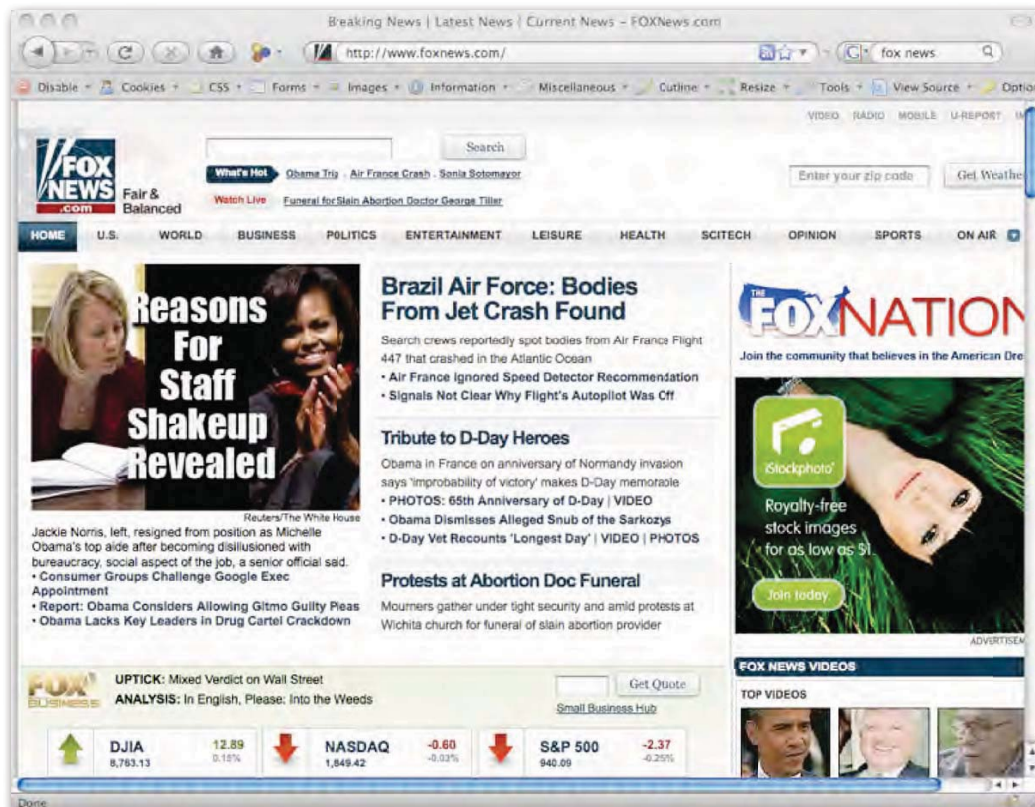 Breaking News | Latest News | Current News – FOXNews.com
http://www.foxnews.com/
fox news
Disable
Cookies
CSS
Forms
Images
Information
Miscellaneous
Outline
Resize
Tools
View Source
VIDEO RADIO MOBILE U-REPORT
FOX
NEWS
.com
Fair &
Balanced
Search
What's Hot
Obama Trip . Air France Crash . Sonia Sotomayor
Watch Live
Funeral for Slain Abortion Doctor George Tiller
Enter your zip code
Get Weathe
HOME U.S. WORLD BUSINESS POLITICS ENTERTAINMENT LEISURE HEALTH SCITECH OPINION SPORTS ON AIR
Reasons
For
Staff
Shakeup
Revealed
Reuters/The White House
Jackie Norris, left, resigned from position as Michelle
Obama's top aide after becoming disillusioned with
bureaucracy, social aspect of the job, a senior official said.
• Consumer Groups Challenge Google Exec
Appointment
• Report: Obama Considers Allowing Gitmo Guilty Pleas
• Obama Lacks Key Leaders in Drug Cartel Crackdown
Brazil Air Force: Bodies
From Jet Crash Found
Search crews reportedly spot bodies from Air France Flight
447 that crashed in the Atlantic Ocean
• Air France Ignored Speed Detector Recommendation
• Signals Not Clear Why Flight's Autopilot Was Off
Tribute to D-Day Heroes
Obama in France on anniversary of Normandy invasion
says 'improbability of victory' makes D-Day memorable
• PHOTOS: 65th Anniversary of D-Day | VIDEO
• Obama Dismisses Alleged Snub of the Sarkozys
• D-Day Vet Recounts 'Longest Day' | VIDEO | PHOTOS
Protests at Abortion Doc Funeral
Mourners gather under tight security and amid protests at
Wichita church for funeral of slain abortion provider
THE
FOX NATION
Join the community that believes in the American Dre
iStockphoto
Royalty-free
stock images
for as low as $1.
Join today.
ADVERTISEM
FOX NEWS VIDEOS
TOP VIDEOS
FOX
BUSINESS
UPTICK: Mixed Verdict on Wall Street
ANALYSIS: In English, Please: Into the Weeds
Get Quote
Small Business Hub
DJIA 12.89
8,763.13 0.15%
NASDAQ -0.60
1,849.42 -0.03%
S&P 500 -2.37
940.09 -0.25%
Done